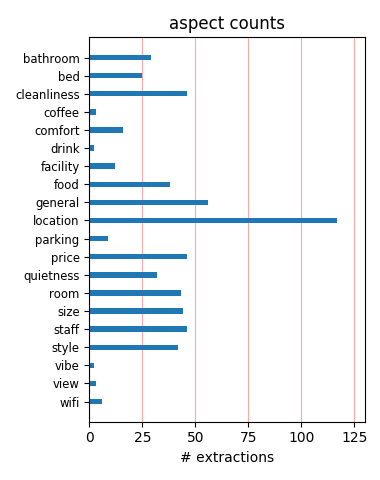 aspect counts
bathroom
bed
cleanliness
coffee
comfort
drink
facility
food
general
location
parking
price
quietness
room
size
staff
style
vibe
view
wifi
0 25 50 75 100 125
# extractions